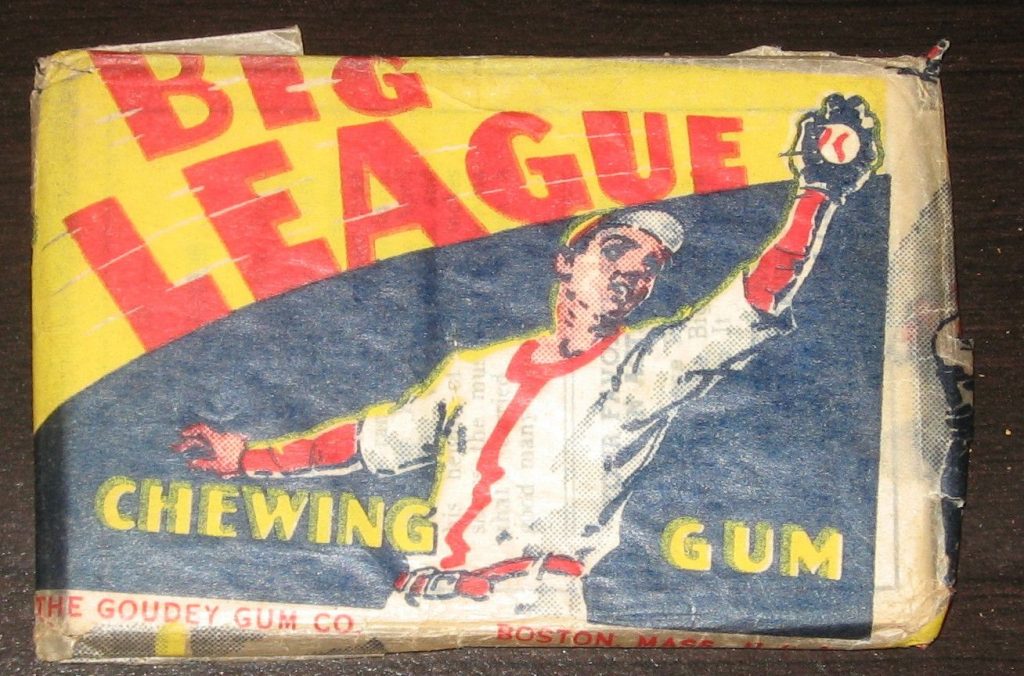 BIG
LEAGUE
CHEWING GUM
THE GOUDEY GUM CO.
BOSTON, MASS.